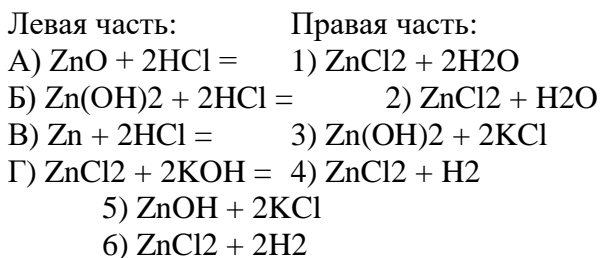 Левая часть: Правая часть:
А) ZnO + 2HCl = 1) ZnCl2 + 2H2O
Б) Zn(OH)2 + 2HCl = 2) ZnCl2 + H2O
В) Zn + 2HCl = 3) Zn(OH)2 + 2KCl
Г) ZnCl2 + 2KOH = 4) ZnCl2 + H2
5) ZnOH + 2KCl
6) ZnCl2 + 2H2